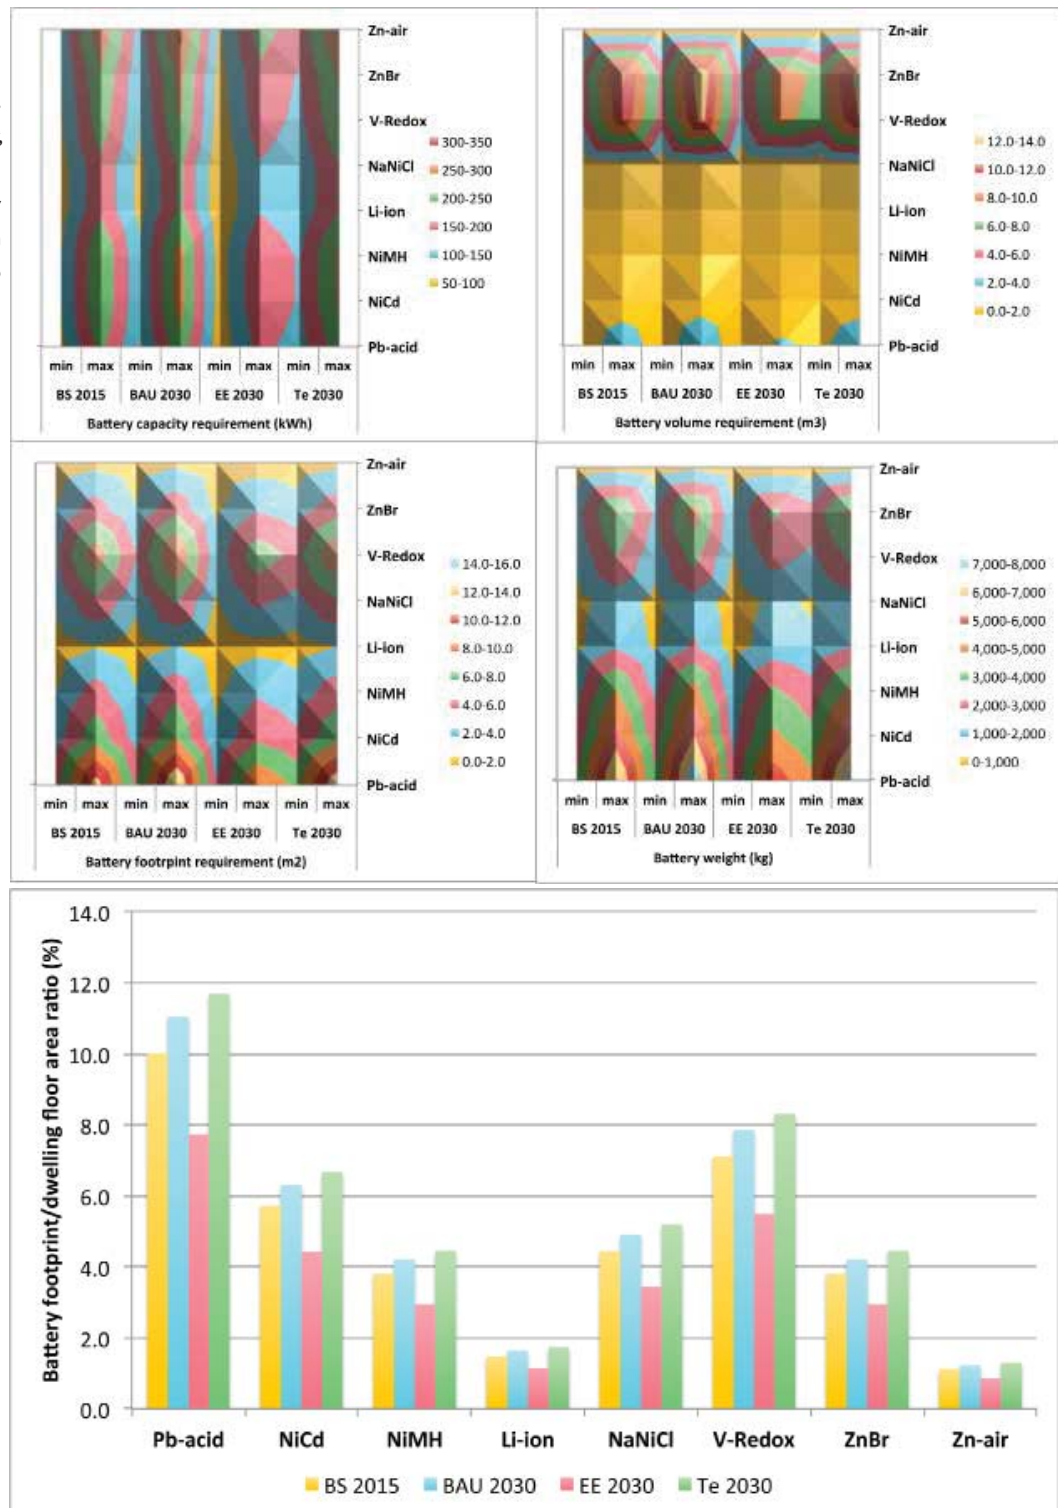 Zn-air
ZnBr
V-Redox
NaNiCl
Li-ion
NiMH
NiCd
Pb-acid
300-350
250-300
200-250
150-200
100-150
50-100
min max min max min max min max
BS 2015 BAU 2030 EE 2030 Te 2030
Battery capacity requirement (kWh)
Zn-air
ZnBr
V-Redox
NaNiCl
Li-ion
NiMH
NiCd
Pb-acid
12.0-14.0
10.0-12.0
8.0-10.0
6.0-8.0
4.0-6.0
2.0-4.0
0.0-2.0
min max min max min max min max
BS 2015 BAU 2030 EE 2030 Te 2030
Battery volume requirement (m3)
Zn-air
ZnBr
V-Redox
NaNiCl
Li-ion
NiMH
NiCd
Pb-acid
14.0-16.0
12.0-14.0
10.0-12.0
8.0-10.0
6.0-8.0
4.0-6.0
2.0-4.0
0.0-2.0
min max min max min max min max
BS 2015 BAU 2030 EE 2030 Te 2030
Battery footrpint requirement (m2)
Zn-air
ZnBr
V-Redox
NaNiCl
Li-ion
NiMH
NiCd
Pb-acid
7,000-8,000
6,000-7,000
5,000-6,000
4,000-5,000
3,000-4,000
2,000-3,000
1,000-2,000
0-1,000
min max min max min max min max
BS 2015 BAU 2030 EE 2030 Te 2030
Battery weight (kg)
Battery footprint/dwelling floor area ratio (%)
14.0
12.0
10.0
8.0
6.0
4.0
2.0
0.0
Pb-acid NiCd NiMH Li-ion NaNiCl V-Redox ZnBr Zn-air
BS 2015 BAU 2030 EE 2030 Te 2030